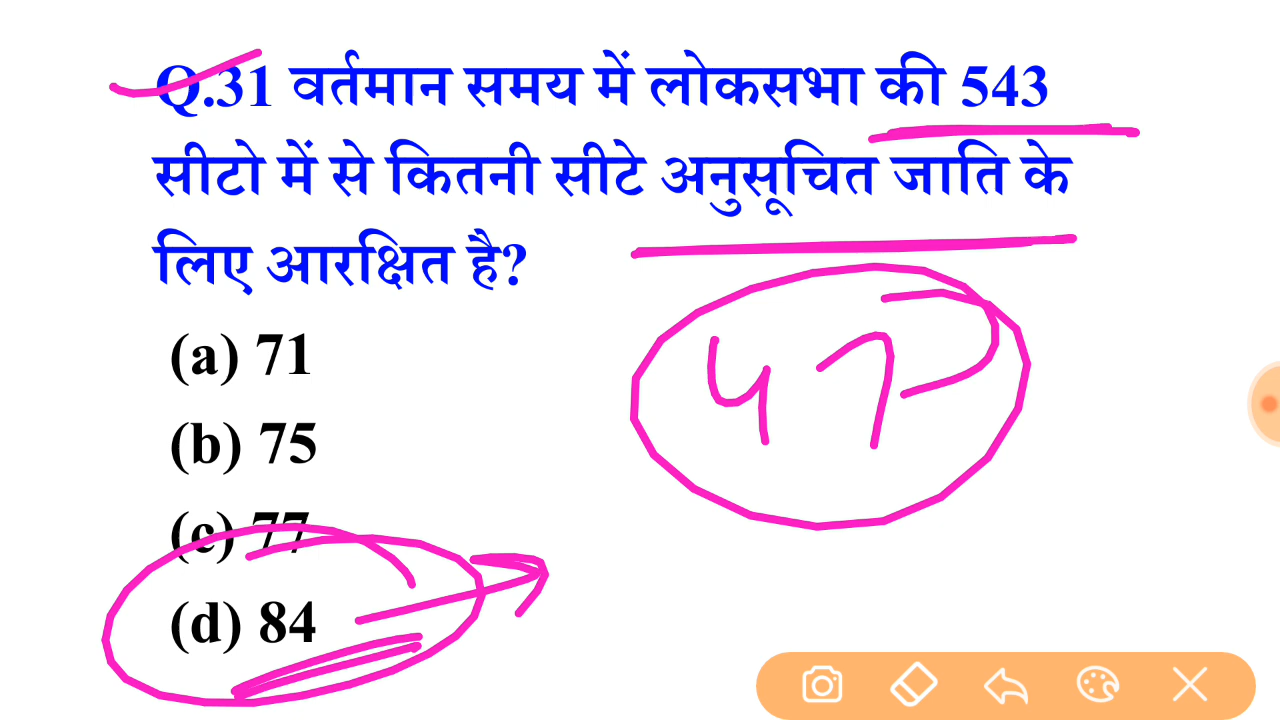 Q.31 वर्तमान समय में लोकसभा की 543
सीटो में से कितनी सीटे अनुसूचित जाति के
लिए आरक्षित है?
(a) 71
(b) 75
(c) 77
(d) 84
47